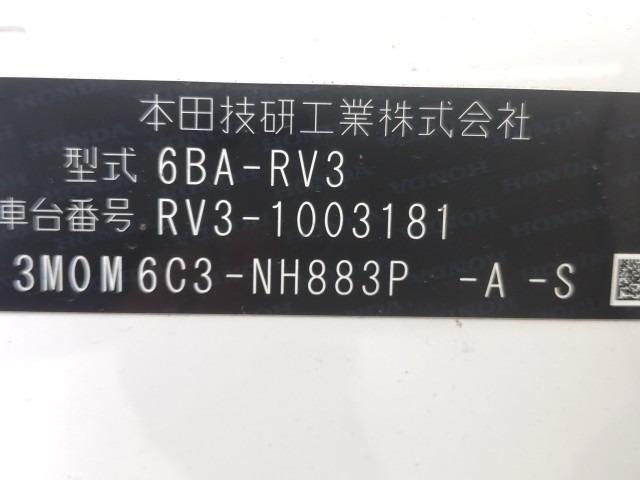 本田技研工業株式会社
型式 6BA-RV3
車台番号 RV3-1003181
3M0M6C3-NH883P -A -S